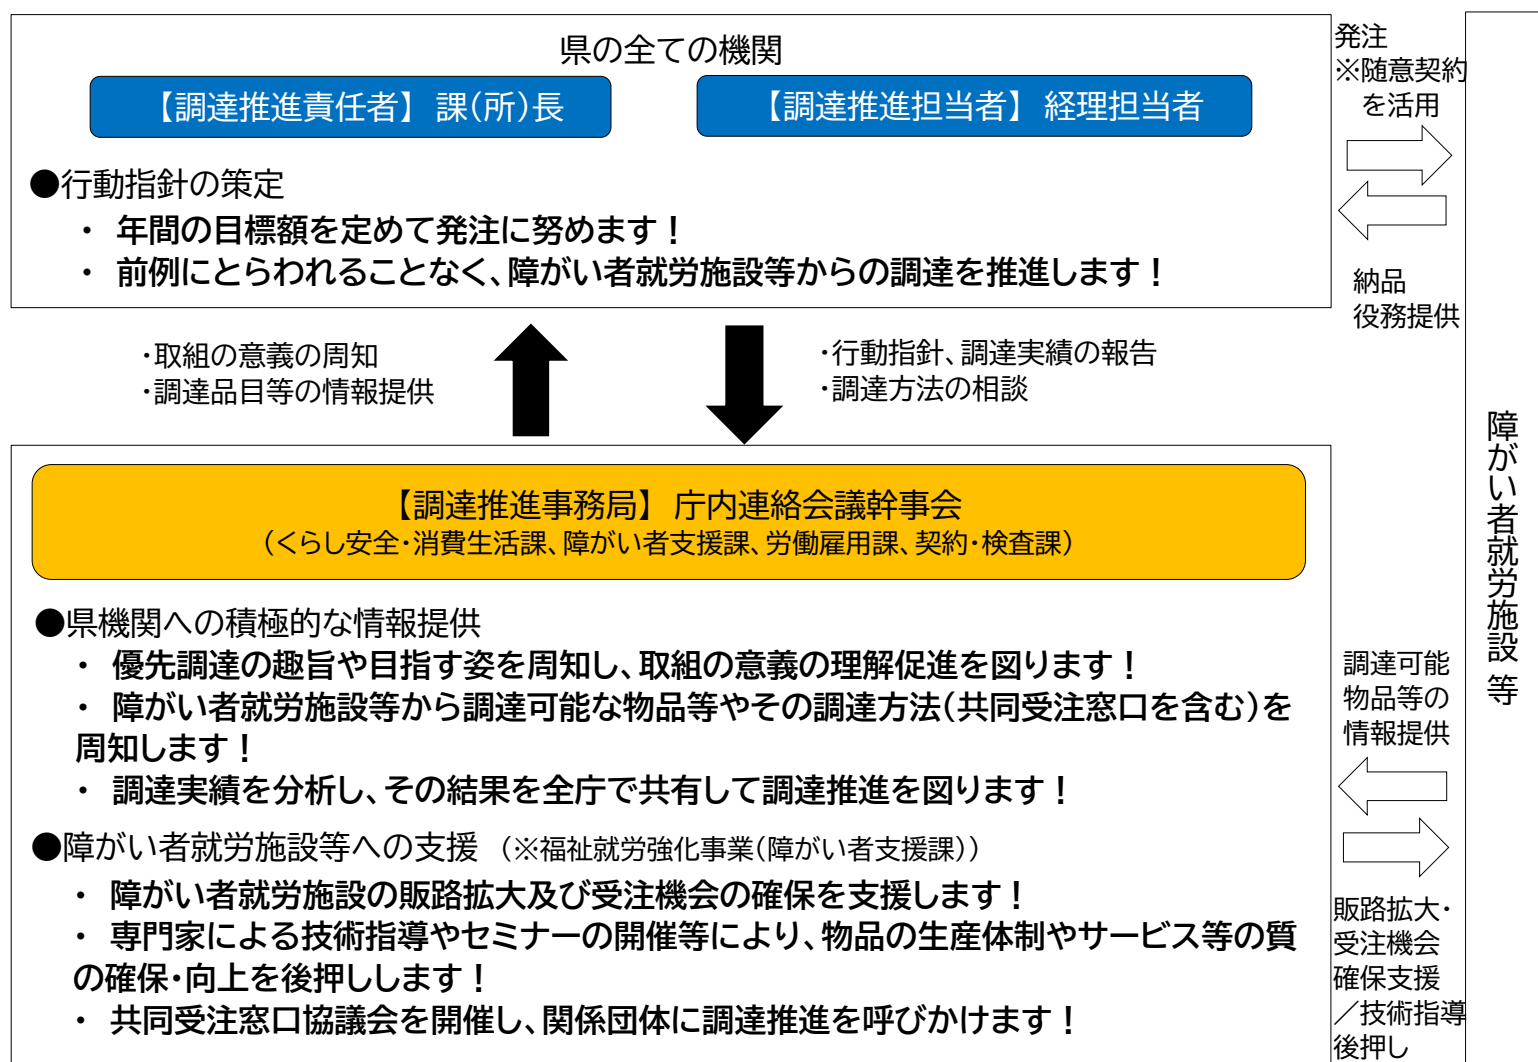 県の全ての機関
【調達推進責任者】 課(所)長
【調達推進担当者】 経理担当者
●行動指針の策定
・ 年間の目標額を定めて発注に努めます！
・ 前例にとらわれることなく、障がい者就労施設等からの調達を推進します！
発注
※随意契約
を活用
納品
役務提供
・取組の意義の周知
・調達品目等の情報提供
・行動指針、調達実績の報告
・調達方法の相談
【調達推進事務局】 庁内連絡会議幹事会
（くらし安全・消費生活課、障がい者支援課、労働雇用課、契約・検査課）
●県機関への積極的な情報提供
・ 優先調達の趣旨や目指す姿を周知し、取組の意義の理解促進を図ります！
・ 障がい者就労施設等から調達可能な物品等やその調達方法（共同受注窓口を含む）を
周知します！
・ 調達実績を分析し、その結果を全庁で共有して調達推進を図ります！
●障がい者就労施設等への支援 （※福祉就労強化事業（障がい者支援課））
・ 障がい者就労施設の販路拡大及び受注機会の確保を支援します！
・ 専門家による技術指導やセミナーの開催等により、物品の生産体制やサービス等の質
の確保・向上を後押しします！
・ 共同受注窓口協議会を開催し、関係団体に調達推進を呼びかけます！
調達可能
物品等の
情報提供
販路拡大・
受注機会
確保支援
／技術指導
後押し
障がい者就労施設等